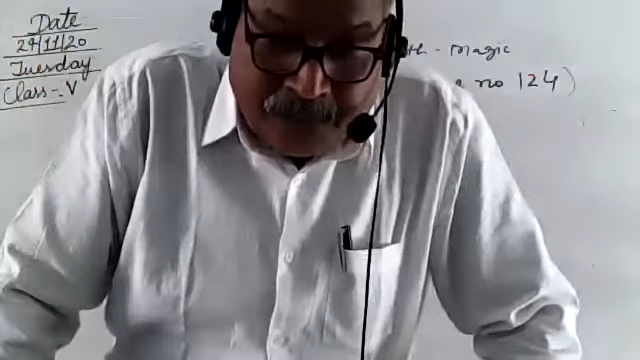 Date
24/11/20
Tuesday
Class-V
th-Magic
no 124)